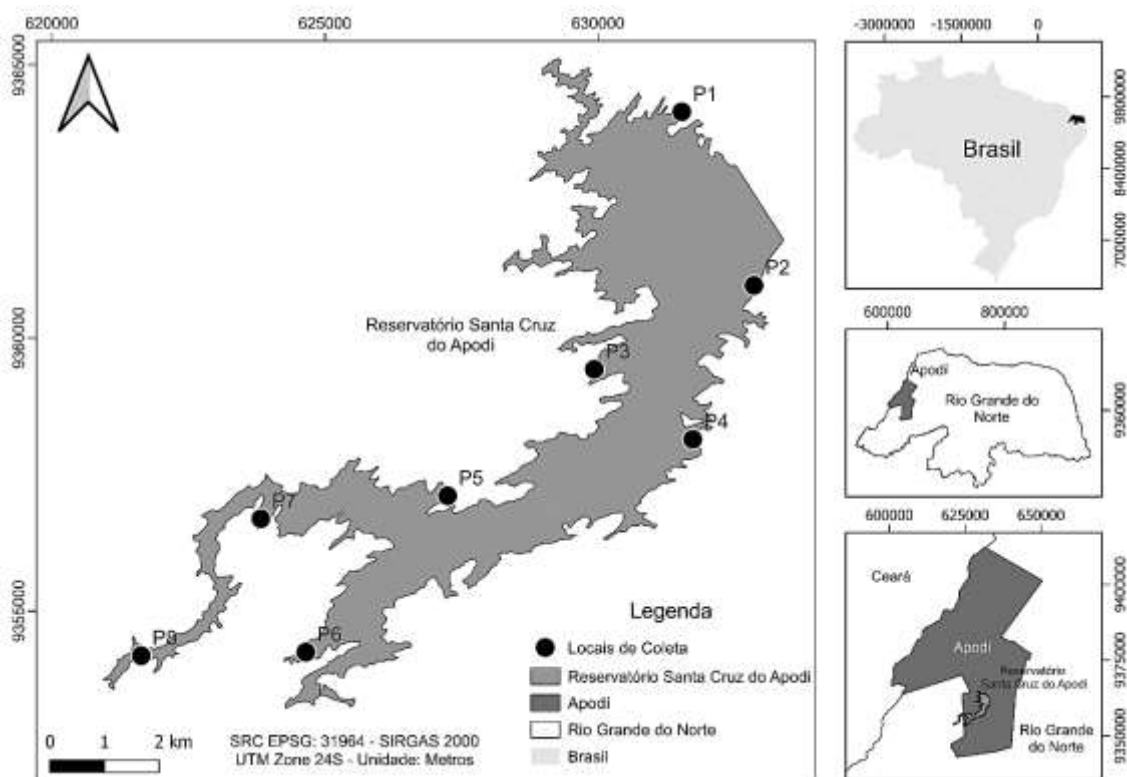 620000
625000
630000
9365000
9360000
9355000
P1
P2
Reservatório Santa Cruz
do Apodi
P3
P4
P5
P7
P6
P8
Legenda
Locais de Coleta
Reservatório Santa Cruz do Apodi
Apodi
Rio Grande do Norte
Brasil
0 1 2 km
SRC EPSG: 31964 - SIRGAS 2000
UTM Zone 24S - Unidade: Metros
-3000000 -1500000 0
9800000
8400000
7000000
Brasil
600000 800000
9360000
Apodi
Rio Grande do
Norte
600000 625000 650000
9400000
9375000
9350000
Ceará
Apodi
Reservatório
Santa Cruz do Apodi
Rio Grande
do Norte